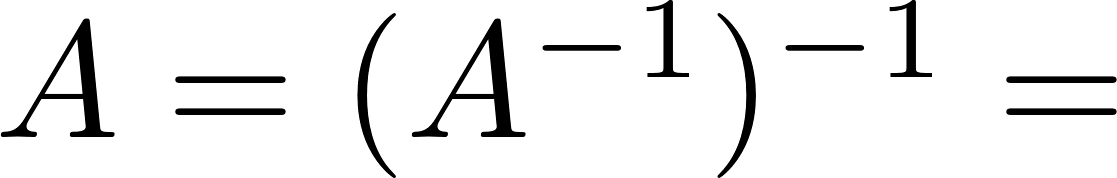 A = (A⁻¹)⁻¹ =